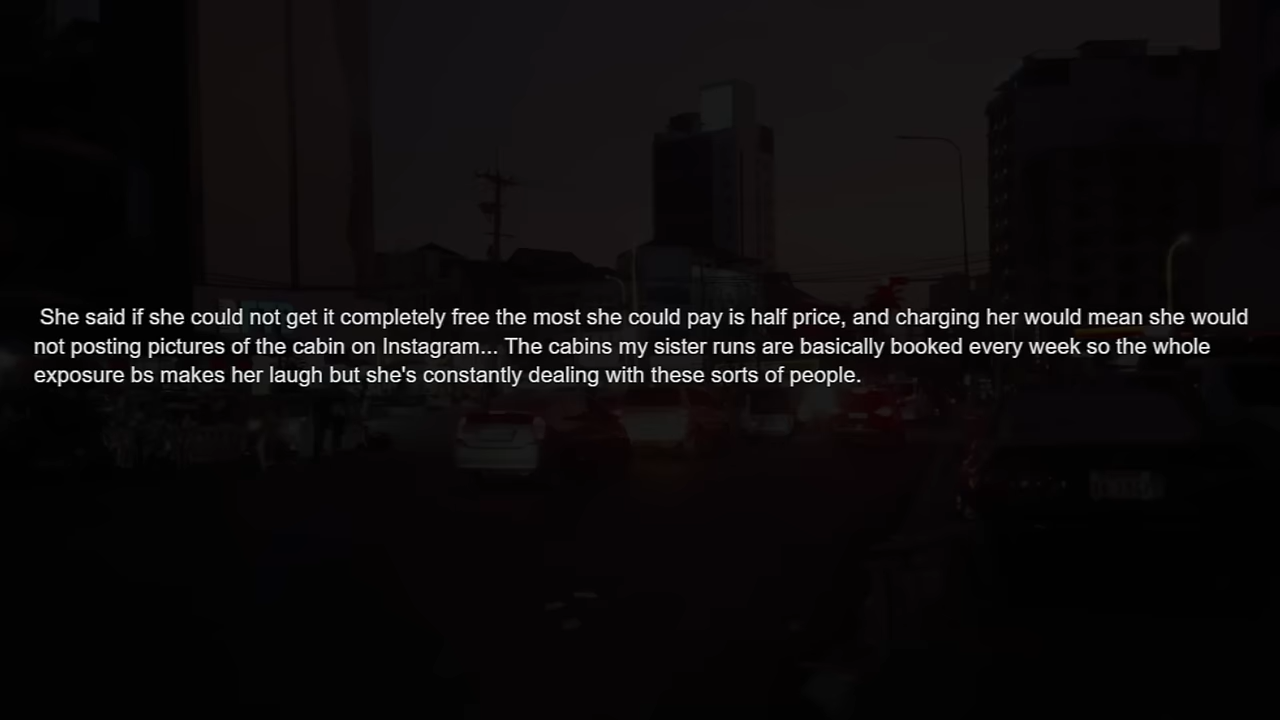 She said if she could not get it completely free the most she could pay is half price, and charging her would mean she would
not posting pictures of the cabin on Instagram... The cabins my sister runs are basically booked every week so the whole
exposure bs makes her laugh but she's constantly dealing with these sorts of people.